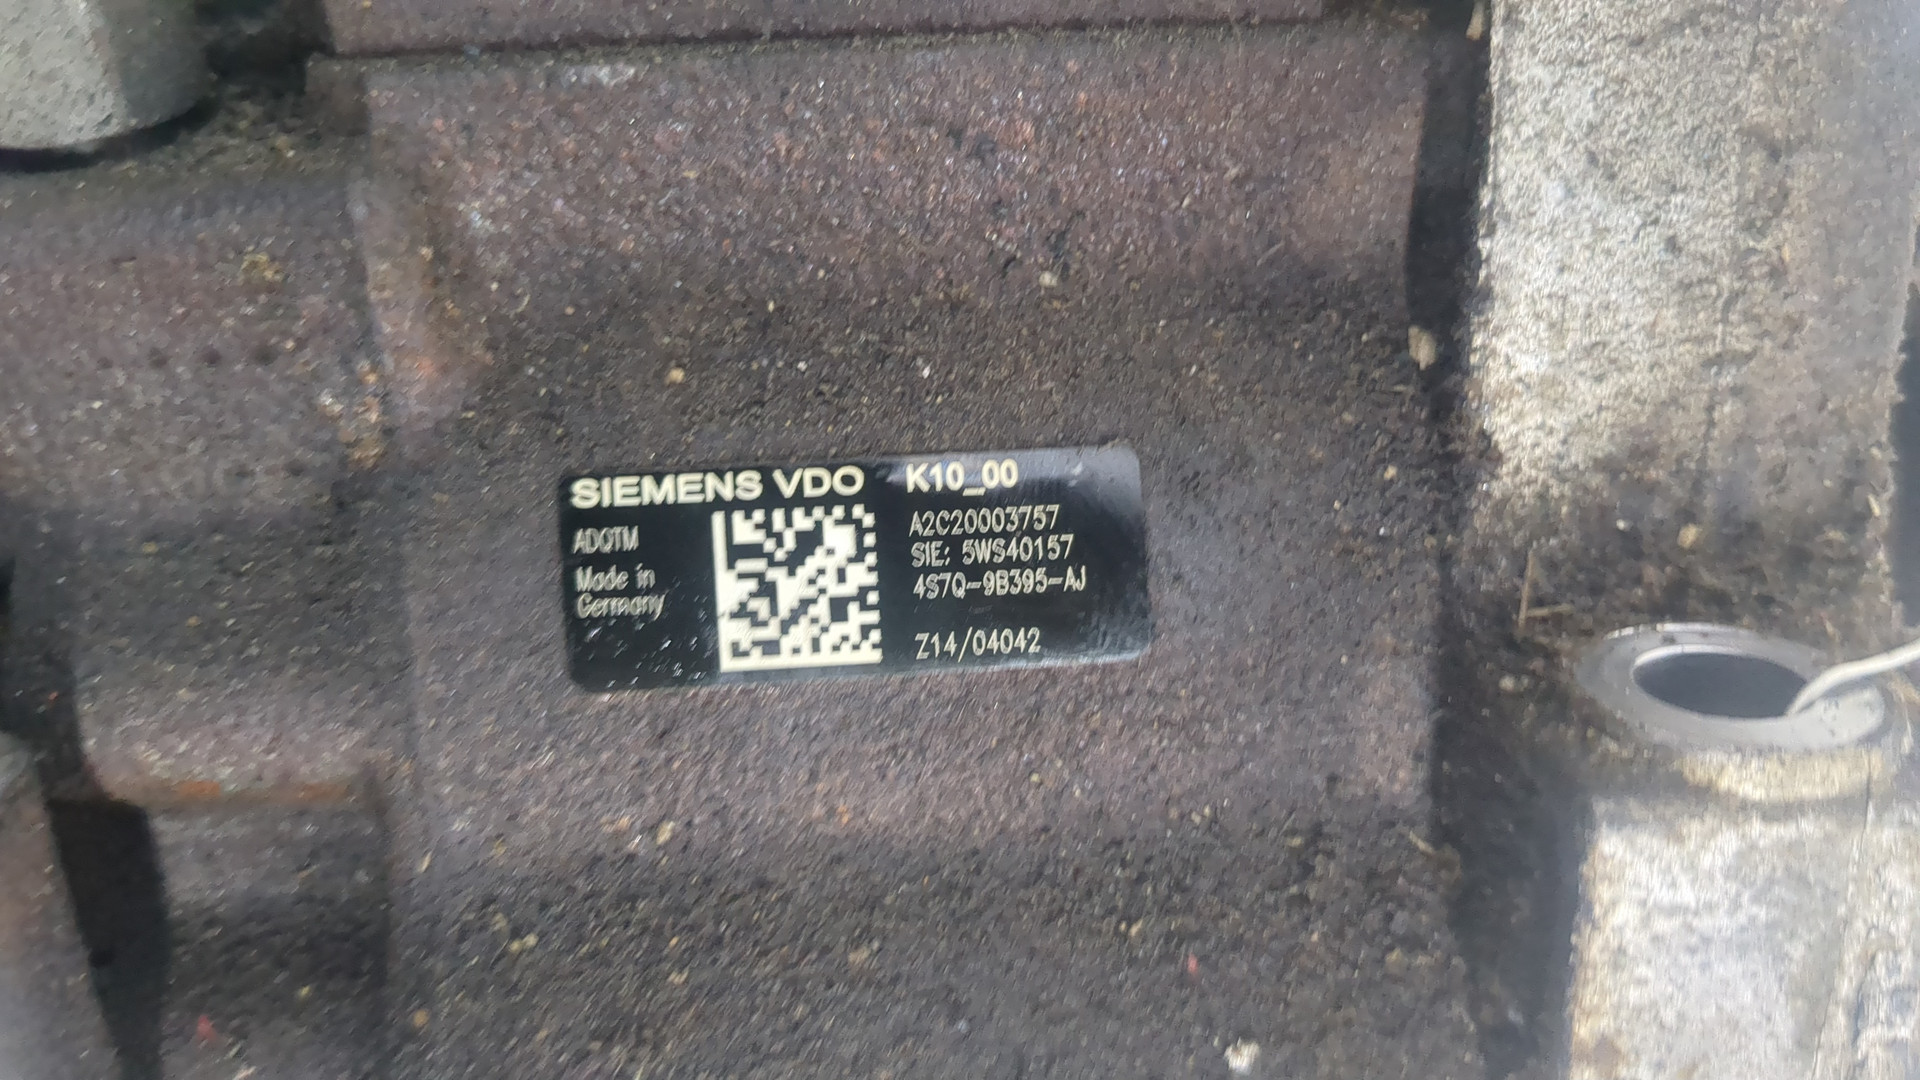 SIEMENS VDO K10_00
ADQTM
Made in
Germany
A2C20003757
SIE: 5WS40157
4S7Q-9B395-AJ
Z14/04042